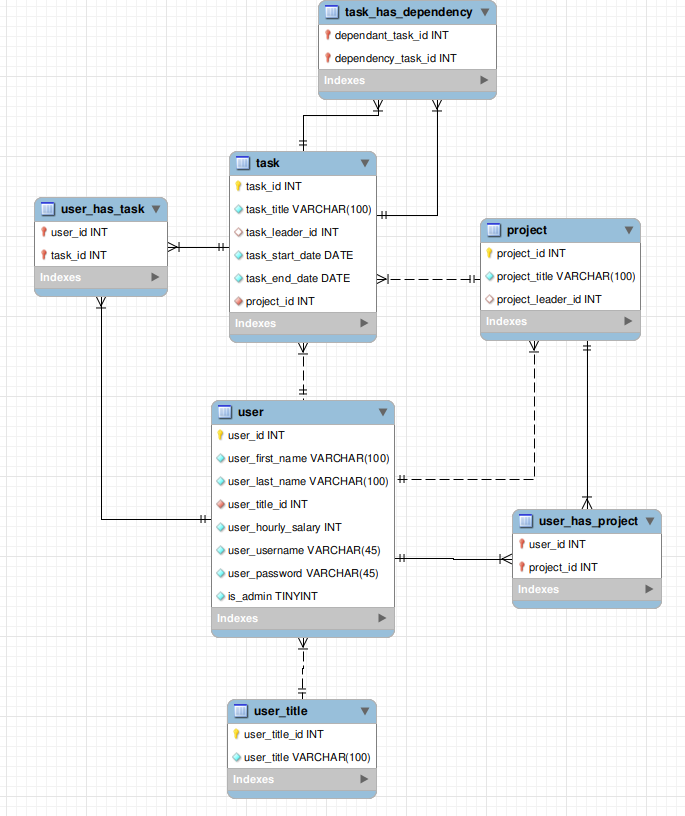 task_has_dependency
dependant_task_id INT
dependency_task_id INT
Indexes
task
task_id INT
task_title VARCHAR(100)
task_leader_id INT
task_start_date DATE
task_end_date DATE
project_id INT
Indexes
user_has_task
user_id INT
task_id INT
Indexes
project
project_id INT
project_title VARCHAR(100)
project_leader_id INT
Indexes
user
user_id INT
user_first_name VARCHAR(100)
user_last_name VARCHAR(100)
user_title_id INT
user_hourly_salary INT
user_username VARCHAR(45)
user_password VARCHAR(45)
is_admin TINYINT
Indexes
user_has_project
user_id INT
project_id INT
Indexes
user_title
user_title_id INT
user_title VARCHAR(100)
Indexes